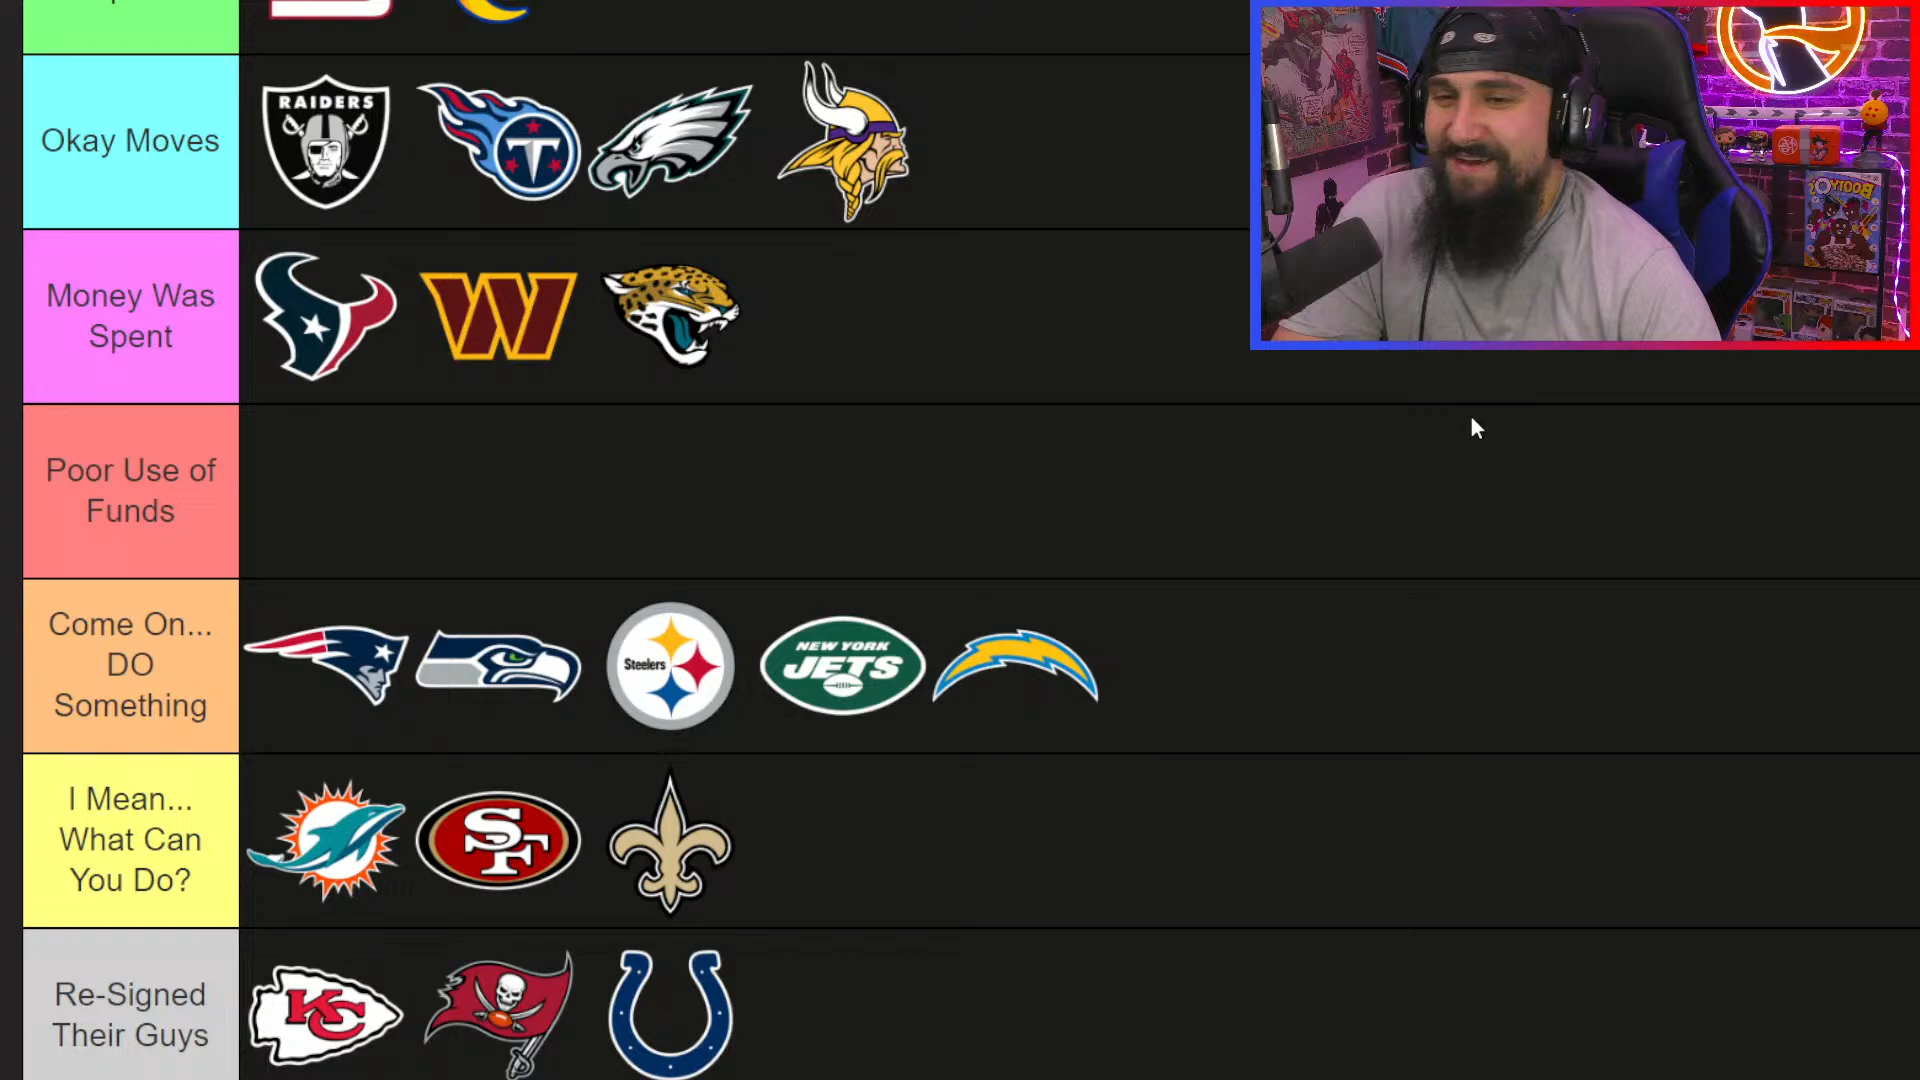 Okay Moves
RAIDERS
T
Money Was
Spent
W
Poor Use of
Funds
Come On...
DO
Something
Steelers
NEW YORK
JETS
I Mean...
What Can
You Do?
SF
Re-Signed
Their Guys
KC